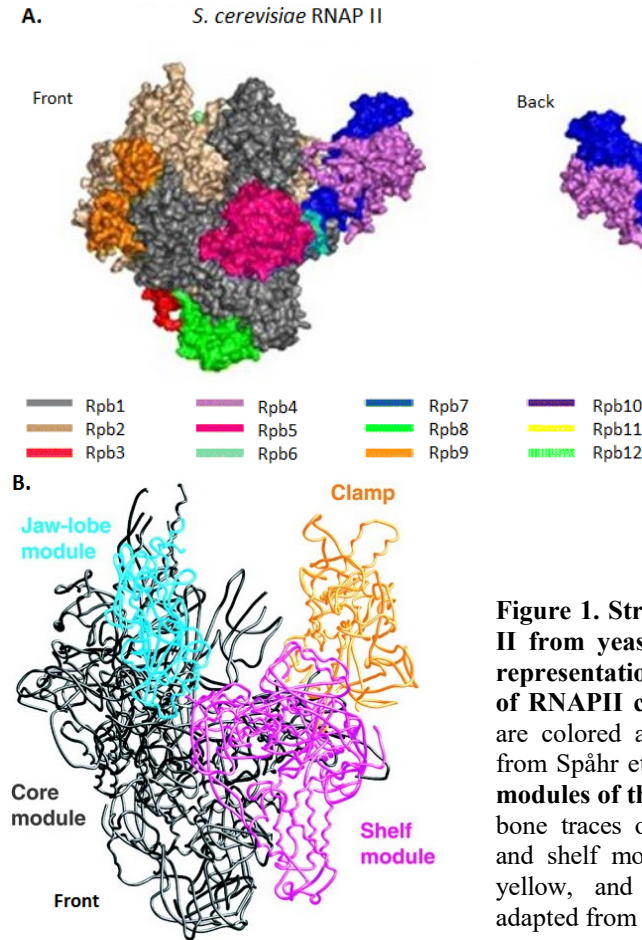 A.
S. cerevisiae RNAP II
Front
Back
Rpb1
Rpb4
Rpb7
Rpb10
Rpb2
Rpb5
Rpb8
Rpb11
Rpb3
Rpb6
Rpb9
Rpb12
B.
Clamp
Jaw-lobe
module
Core
module
Shelf
module
Front
Figure 1. Str
II from yeas
representatio
of RNAPII c
are colored a
from Spåhr et
modules of th
bone traces o
and shelf mo
yellow, and
adapted from